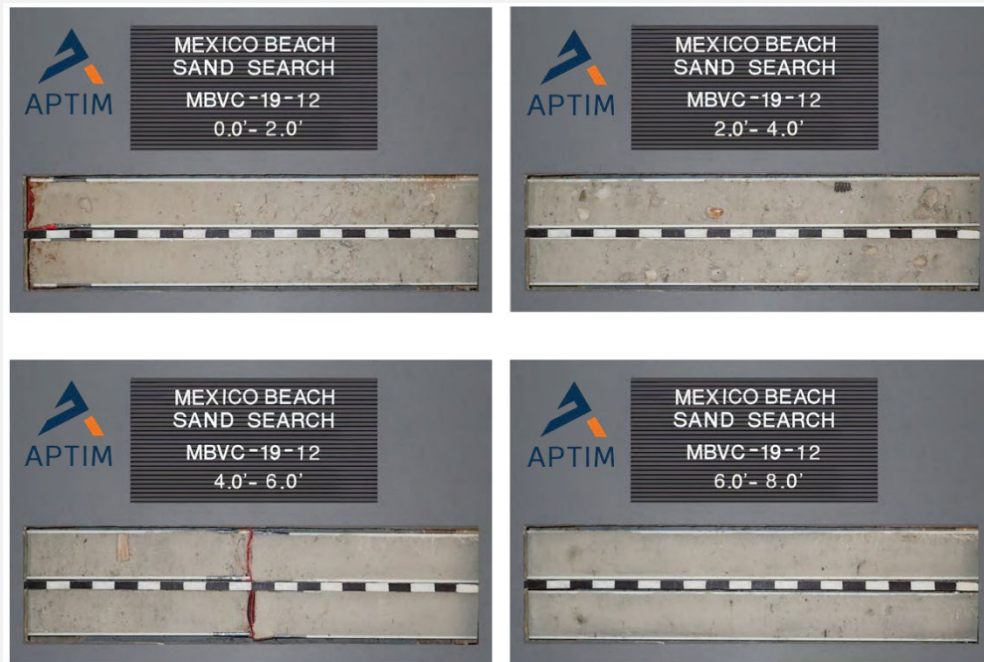 MEXICO BEACH
SAND SEARCH
MBVC-19-12
0.0'- 2.0'
APTIM
MEXICO BEACH
SAND SEARCH
MBVC-19-12
2.0'- 4.0'
APTIM
MEXICO BEACH
SAND SEARCH
MBVC-19-12
4.0'- 6.0'
APTIM
MEXICO BEACH
SAND SEARCH
MBVC-19-12
6.0'- 8.0'
APTIM